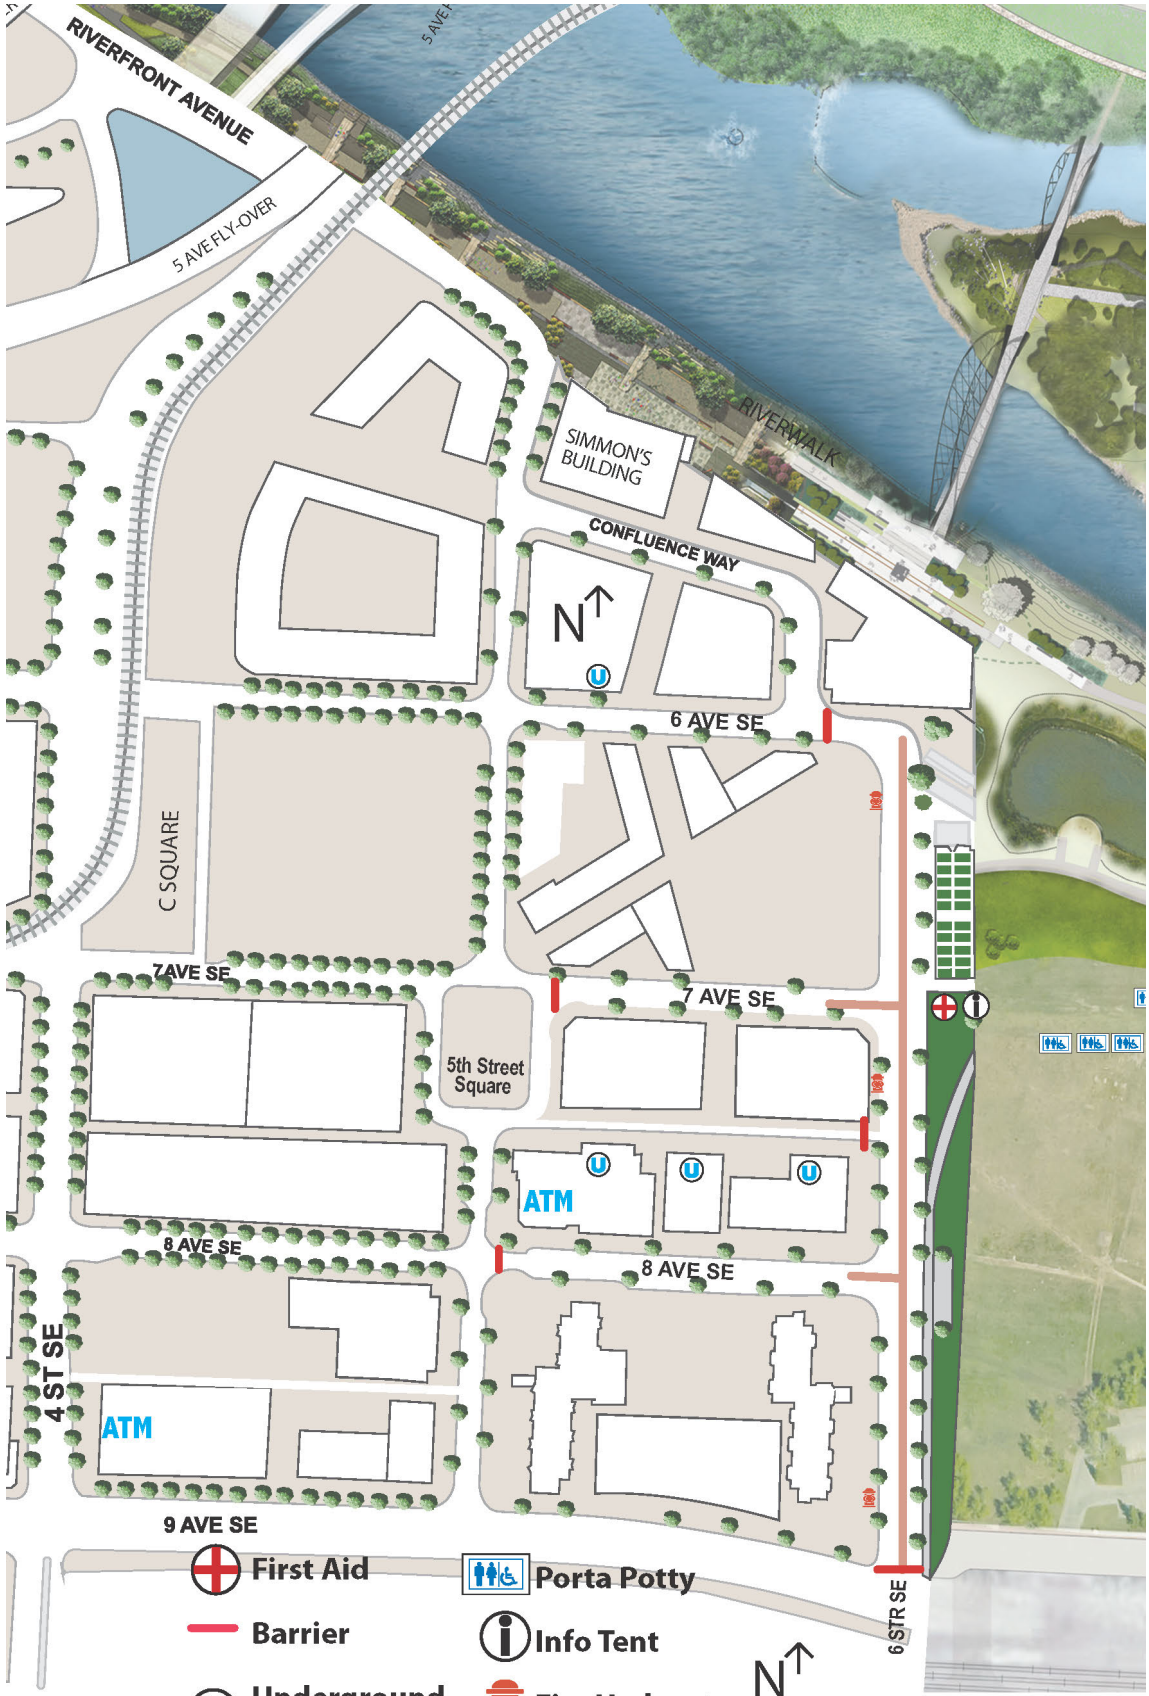 5 AVE F
RIVERFRONT AVENUE
5 AVE FLY-OVER
RIVERWALK
SIMMON'S
BUILDING
CONFLUENCE WAY
N
U
6 AVE SE
C SQUARE
7AVE SE
7 AVE SE
5th Street
Square
U
U
U
ATM
8 AVE SE
8 AVE SE
4 ST SE
ATM
9 AVE SE
6 STR SE
First Aid
Porta Potty
Barrier
Info Tent
Underground
N